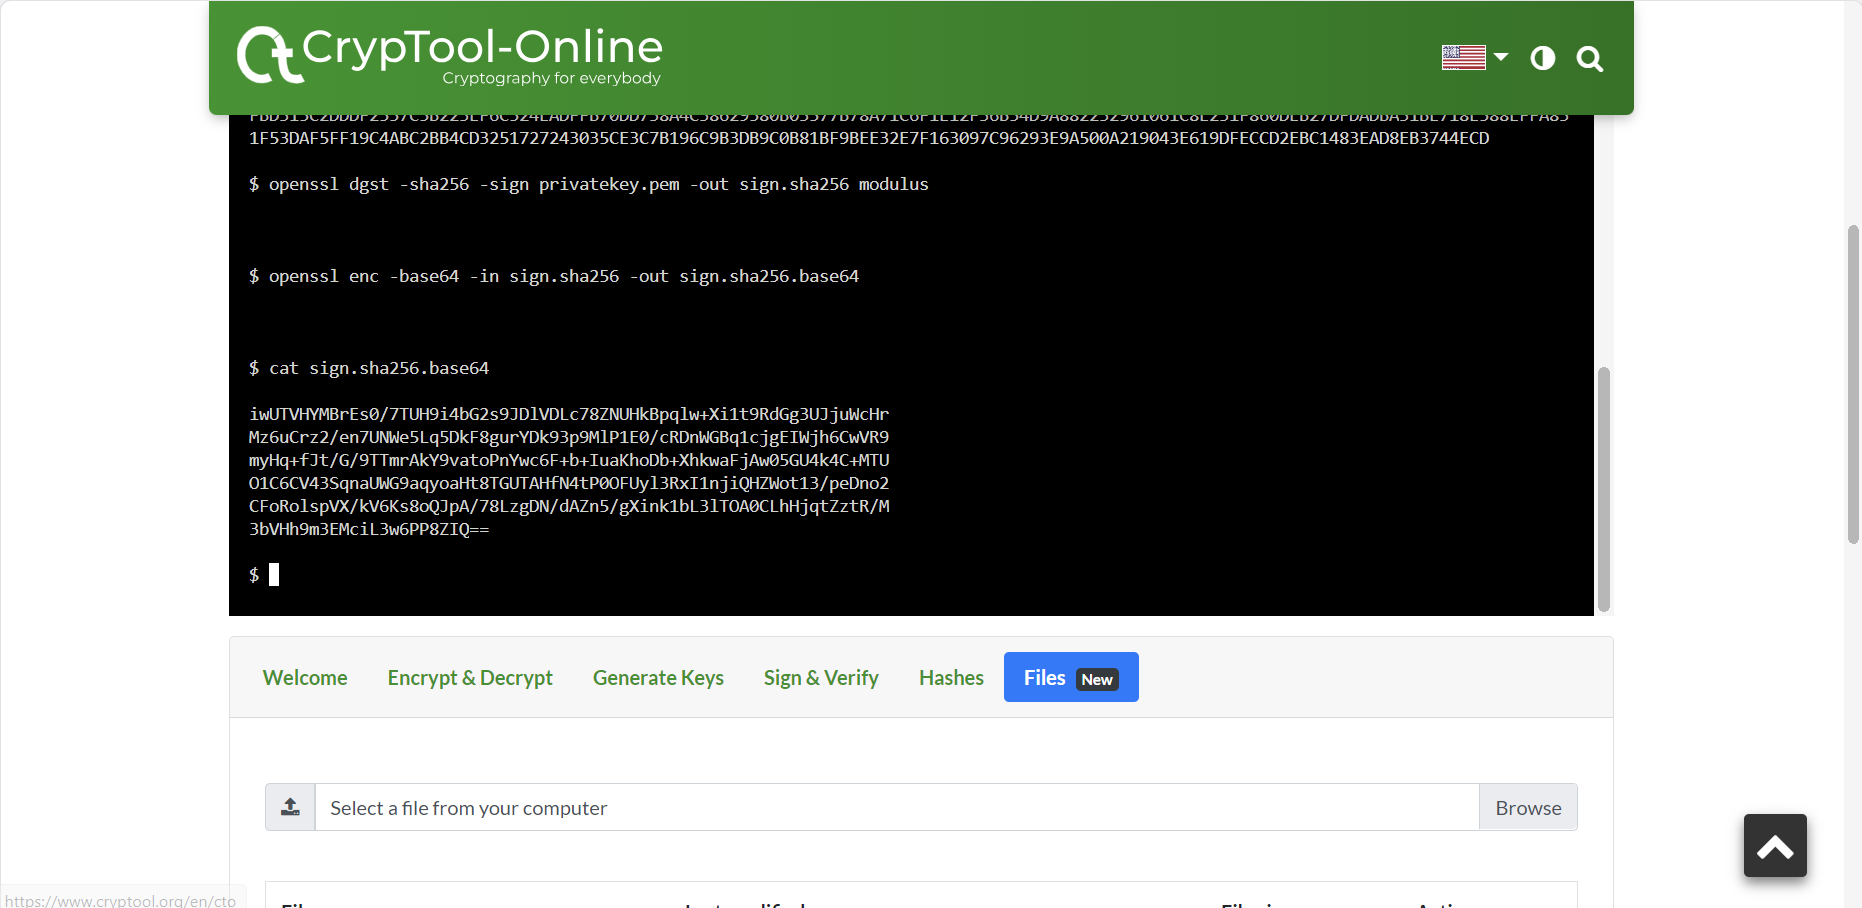 CrypTool-Online
Cryptography for everybody
1F53DAF5FF19C4ABC2BB4CD3251727243035CE3C7B196C9B3DB9C0B81BF9BEE32E7F163097C96293E9A500A219043E619DFECCD2EBC1483EAD8EB3744ECD
$ openssl dgst -sha256 -sign privatekey.pem -out sign.sha256 modulus
$ openssl enc -base64 -in sign.sha256 -out sign.sha256.base64
$ cat sign.sha256.base64
iwUTVHYMBrEs0/7TUH9i4bG2s9JDlVDLc78ZNUHkBpqlw+Xi1t9RdGg3UJjuWcHr
Mz6uCrz2/en7UNWe5Lq5DkF8gurYDk93p9MlP1E0/cRDnWGBq1cjgEIWjh6CwVR9
myHq+fJt/G/9TTmrAkY9vatoPnYwc6F+b+IuaKhoDb+XhkwaFjAw05GU4k4C+MTU
O1C6CV43SqnaUWG9aqyoaHt8TGUTAHfN4tP0OFUyl3RxI1njiQHZWot13/peDno2
CFoRolspVX/kV6Ks8oQJpA/78LzgDN/dAZn5/gXink1bL3lTOA0CLhHjqtZztR/M
3bVHh9m3EMciL3w6PP8ZIQ==
$
Welcome Encrypt & Decrypt Generate Keys Sign & Verify Hashes Files New
Select a file from your computer Browse
https://www.cryptool.org/en/cto